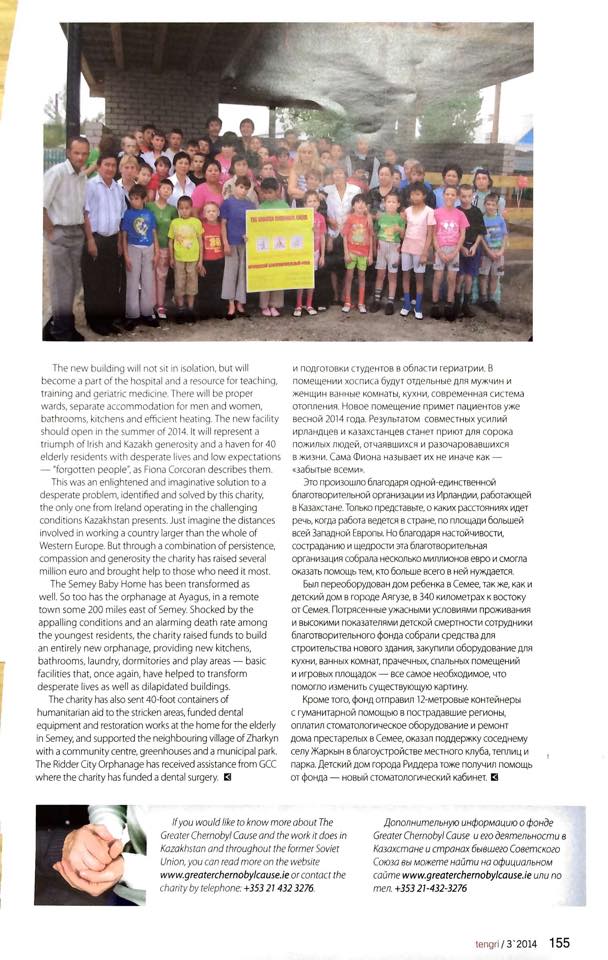 THE GREATER CHERNOBYL CAUSE
The new building will not sit in isolation, but will
become a part of the hospital and a resource for teaching,
training and geriatric medicine. There will be proper
wards, separate accommodation for men and women,
bathrooms, kitchens and efficient heating. The new facility
should open in the summer of 2014. It will represent a
triumph of Irish and Kazakh generosity and a haven for 40
elderly residents with desperate lives and low expectations
— "forgotten people", as Fiona Corcoran describes them.
This was an enlightened and imaginative solution to a
desperate problem, identified and solved by this charity,
the only one from Ireland operating in the challenging
conditions Kazakhstan presents. Just imagine the distances
involved in working a country larger than the whole of
Western Europe. But through a combination of persistence,
compassion and generosity the charity has raised several
million euro and brought help to those who need it most.
The Semey Baby Home has been transformed as
well. So too has the orphanage at Ayagus, in a remote
town some 200 miles east of Semey. Shocked by the
appalling conditions and an alarming death rate among
the youngest residents, the charity raised funds to build
an entirely new orphanage, providing new kitchens,
bathrooms, laundry, dormitories and play areas — basic
facilities that, once again, have helped to transform
desperate lives as well as dilapidated buildings.
The charity has also sent 40-foot containers of
humanitarian aid to the stricken areas, funded dental
equipment and restoration works at the home for the elderly
in Semey, and supported the neighbouring village of Zharkyn
with a community centre, greenhouses and a municipal park.
The Ridder City Orphanage has received assistance from GCC
where the charity has funded a dental surgery.
и подготовки студентов в области гериатрии. В
помещении хосписа будут отдельные для мужчин и
женщин ванные комнаты, кухни, современная система
отопления. Новое помещение примет пациентов уже
весной 2014 года. Результатом совместных усилий
ирландцев и казахстанцев станет приют для сорока
пожилых людей, отчаявшихся и разочаровавшихся
в жизни. Сама Фиона называет их не иначе как —
«забытые всеми».
Это произошло благодаря одной-единственной
благотворительной организации из Ирландии, работающей
в Казахстане. Только представьте, о каких расстояниях идет
речь, когда работа ведется в стране, по площади большей
всей Западной Европы. Но благодаря настойчивости,
состраданию и щедрости эта благотворительная
организация собрала несколько миллионов евро и смогла
оказать помощь тем, кто больше всего в ней нуждается.
Был переоборудован дом ребенка в Семее, так же, как и
детский дом в городе Аягузе, в 340 километрах к востоку
от Семея. Потрясенные ужасными условиями проживания
и высокими показателями детской смертности сотрудники
благотворительного фонда собрали средства для
строительства нового здания, закупили оборудование для
кухни, ванных комнат, прачечных, спальных помещений
и игровых площадок — все самое необходимое, что
помогло изменить существующую картину.
Кроме того, фонд отправил 12-метровые контейнеры
с гуманитарной помощью в пострадавшие регионы,
оплатил стоматологическое оборудование и ремонт
дома престарелых в Семее, оказал поддержку соседнему
селу Жаркын в благоустройстве местного клуба, теплиц и
парка. Детский дом города Риддера тоже получил помощь
от фонда — новый стоматологический кабинет.
If you would like to know more about The
Greater Chernobyl Cause and the work it does in
Kazakhstan and throughout the former Soviet
Union, you can read more on the website
www.greaterchernobylcause.ie or contact the
charity by telephone: +353 21 432 3276.
Дополнительную информацию о фонде
Greater Chernobyl Cause и его деятельности в
Казахстане и странах бывшего Советского
Союза вы можете найти на официальном
сайте www.greaterchernobylcause.ie или по
тел. +353 21-432-3276
tengri / 3`2014 155